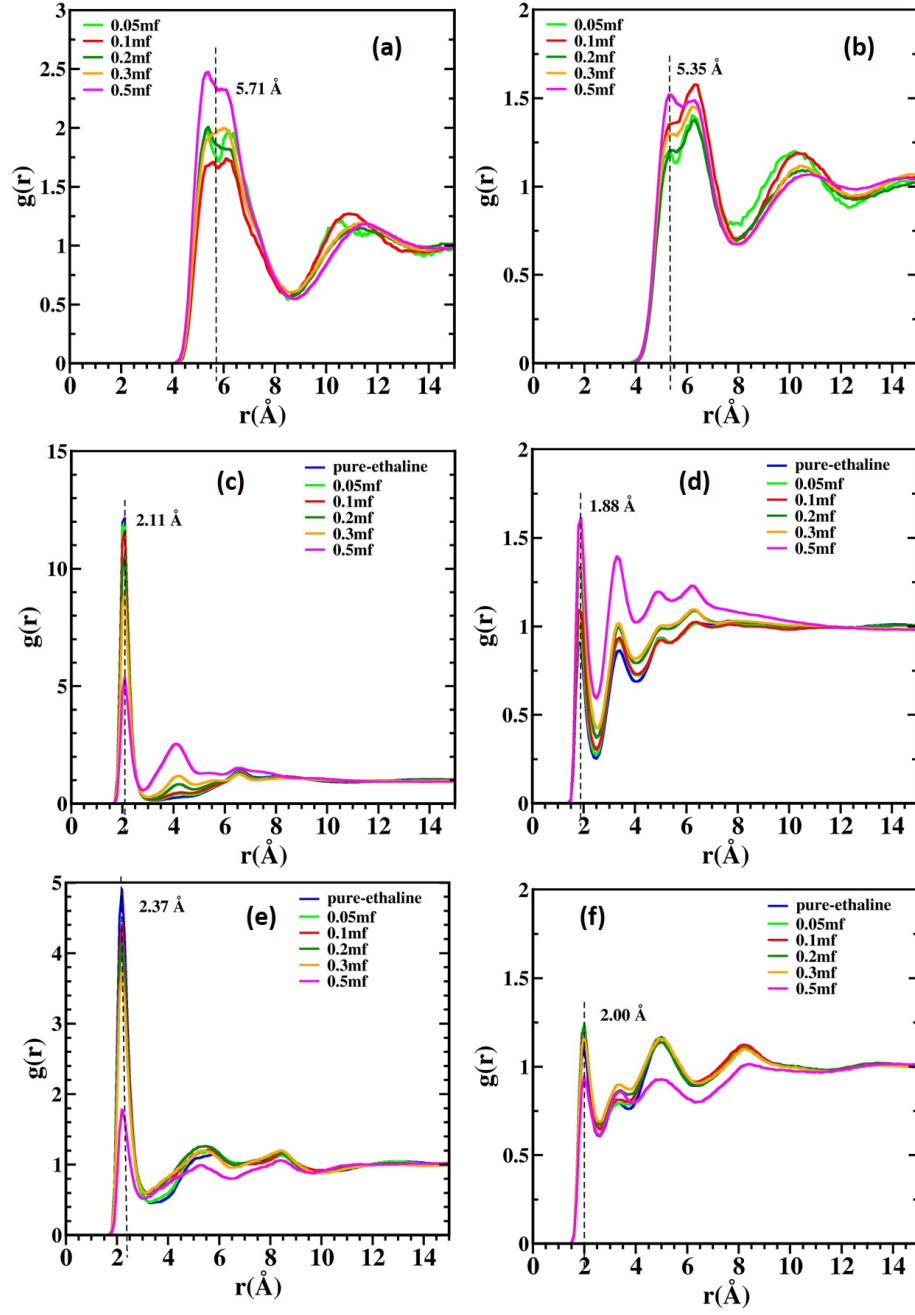 3
2.5
2
1.5
1
0.5
0
g(r)
0.05mf
0.1mf
0.2mf
0.3mf
0.5mf
(a)
5.71 Å
0 2 4 6 8 10 12 14
r(Å)
2
1.5
1
0.5
0
g(r)
0.05mf
0.1mf
0.2mf
0.3mf
0.5mf
(b)
5.35 Å
0 2 4 6 8 10 12 14
r(Å)
15
10
5
0
g(r)
(c)
pure-ethaline
0.05mf
0.1mf
0.2mf
0.3mf
0.5mf
2.11 Å
0 2 4 6 8 10 12 14
r(Å)
2
1.5
1
0.5
0
g(r)
(d)
pure-ethaline
0.05mf
0.1mf
0.2mf
0.3mf
0.5mf
1.88 Å
0 2 4 6 8 10 12 14
r(Å)
5
4
3
2
1
0
g(r)
(e)
pure-ethaline
0.05mf
0.1mf
0.2mf
0.3mf
0.5mf
2.37 Å
0 2 4 6 8 10 12 14
r(Å)
2
1.5
1
0.5
0
g(r)
(f)
pure-ethaline
0.05mf
0.1mf
0.2mf
0.3mf
0.5mf
2.00 Å
0 2 4 6 8 10 12 14
r(Å)